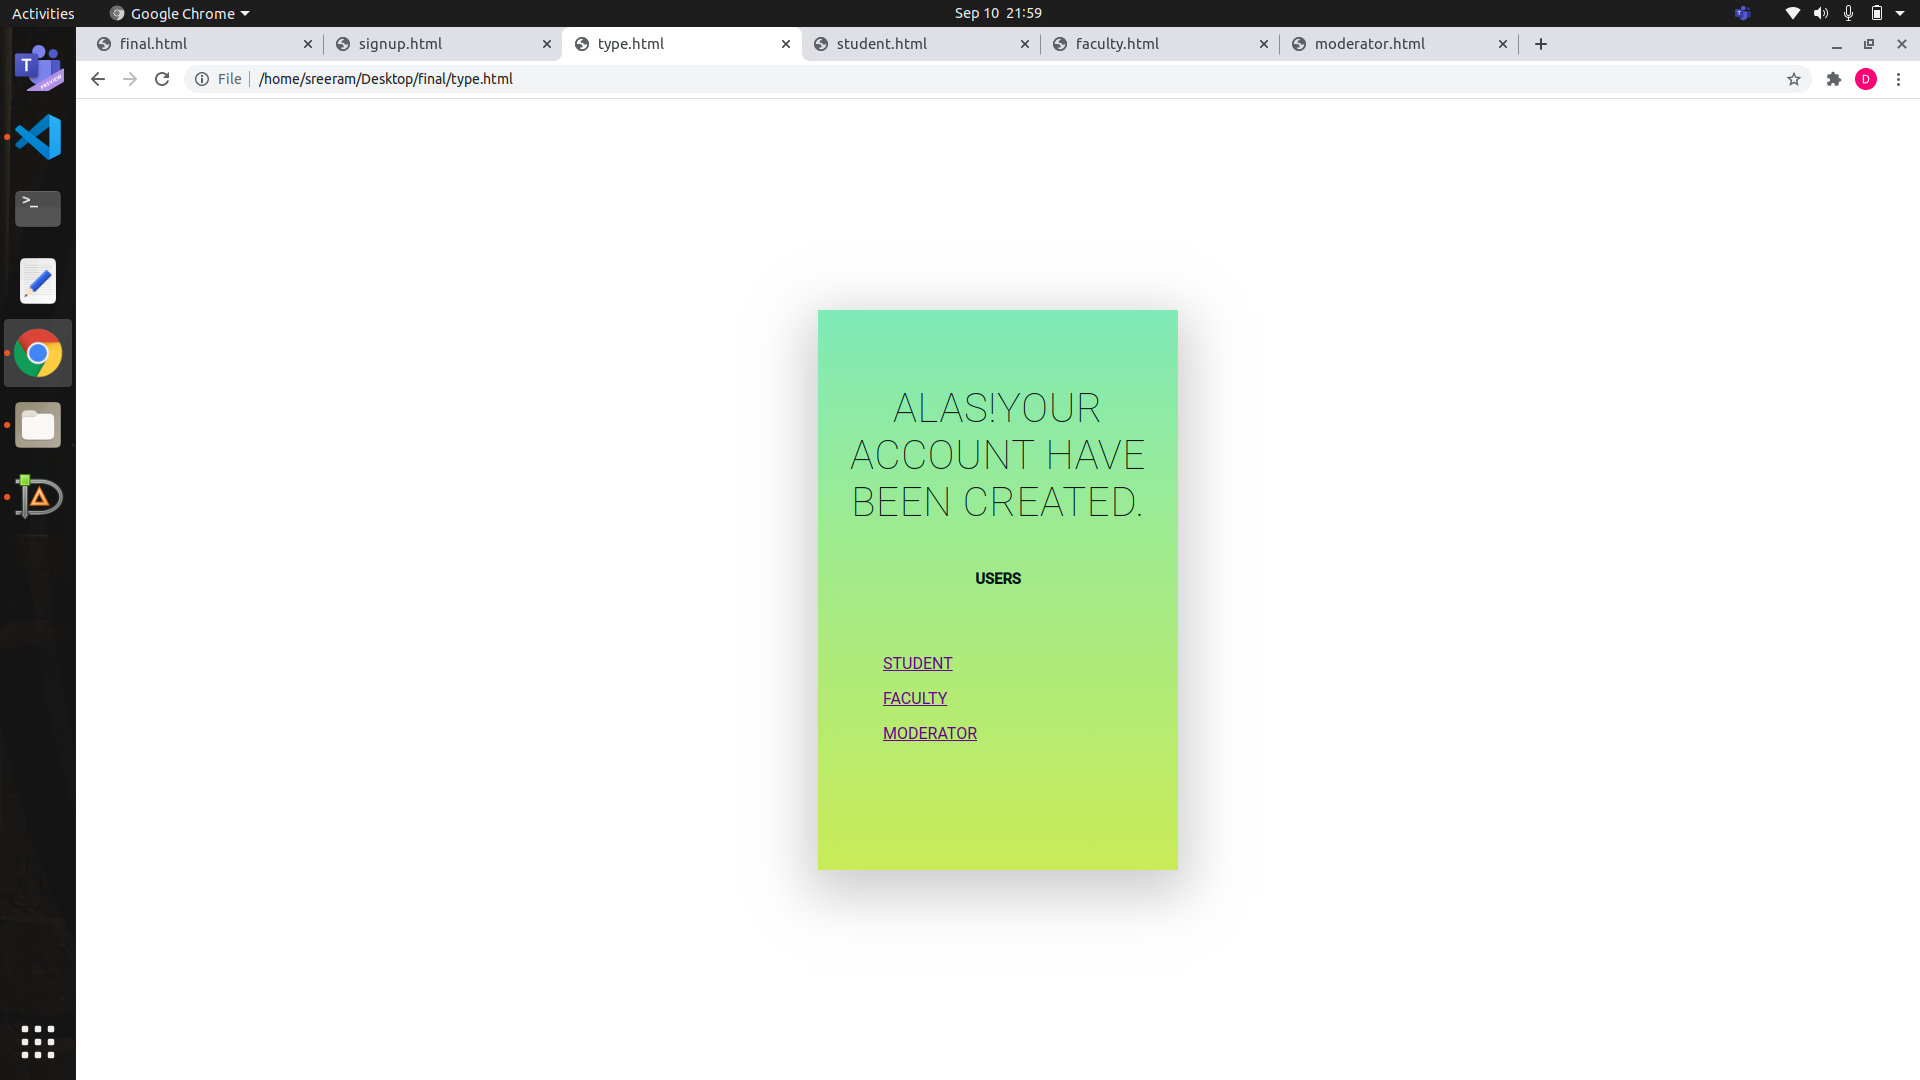 Activities
Google Chrome
Sep 10 21:59
final.html
signup.html
type.html
student.html
faculty.html
moderator.html
File
/home/sreeram/Desktop/final/type.html
D
T
PREVIEW
>_
ALAS!YOUR
ACCOUNT HAVE
BEEN CREATED.
USERS
STUDENT
FACULTY
MODERATOR